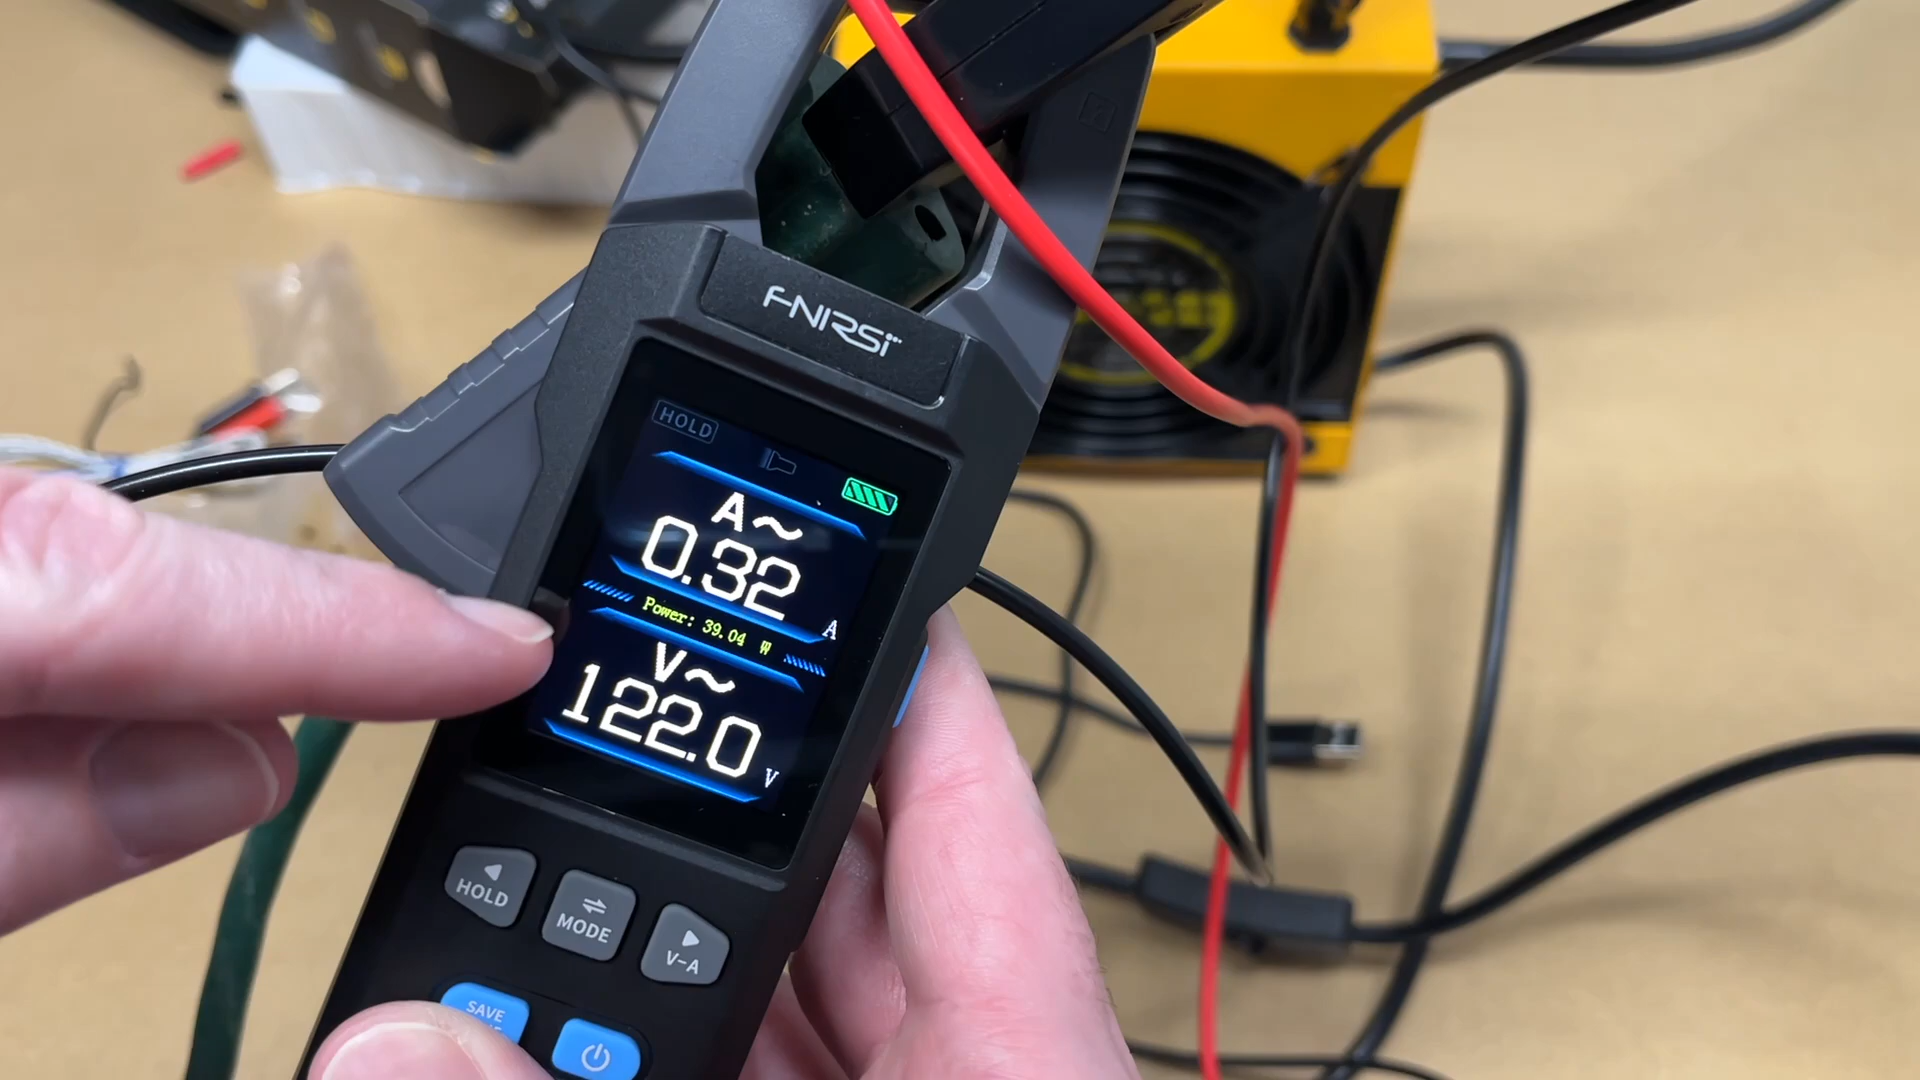 FNIRSI
HOLD
A~
0.32
A
Power: 39.04 W
V~
122.0
V
HOLD
MODE
V-A
SAVE